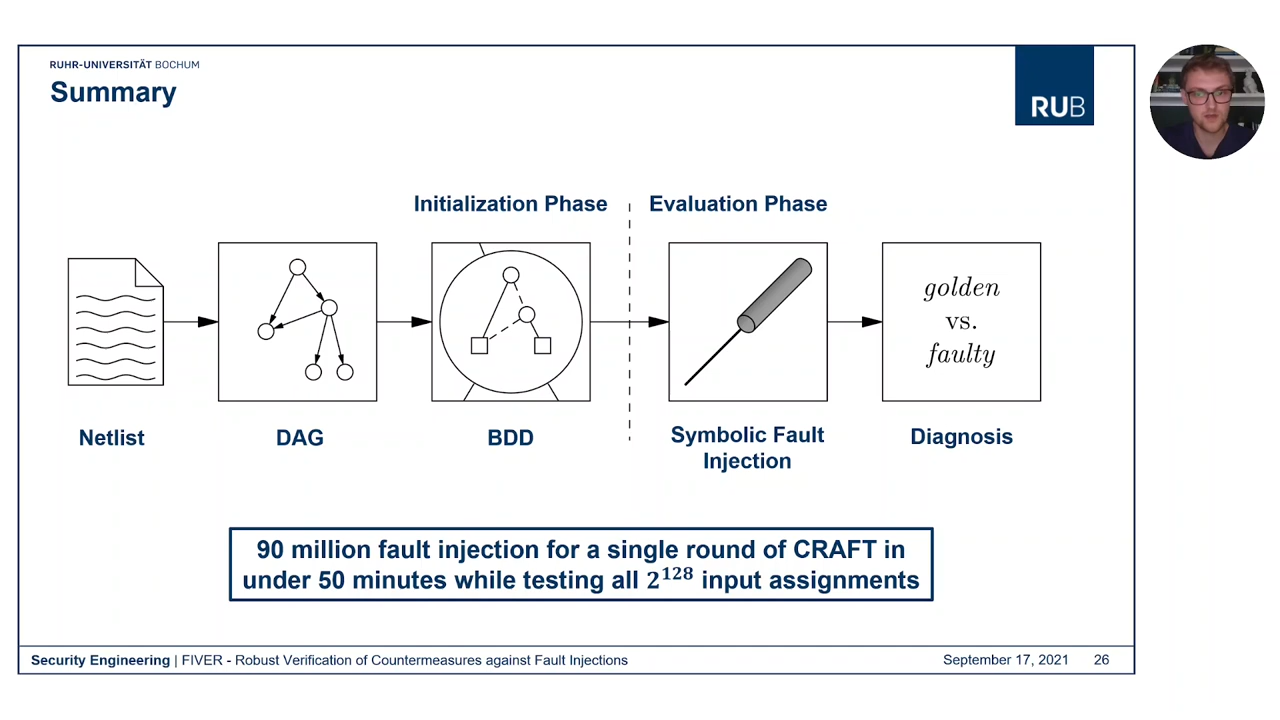 RUHR-UNIVERSITÄT BOCHUM
Summary
RUB
Initialization Phase
Evaluation Phase
golden
vs.
faulty
Netlist
DAG
BDD
Symbolic Fault
Injection
Diagnosis
90 million fault injection for a single round of CRAFT in
under 50 minutes while testing all 2¹²⁸ input assignments
Security Engineering | FIVER - Robust Verification of Countermeasures against Fault Injections
September 17, 2021 26